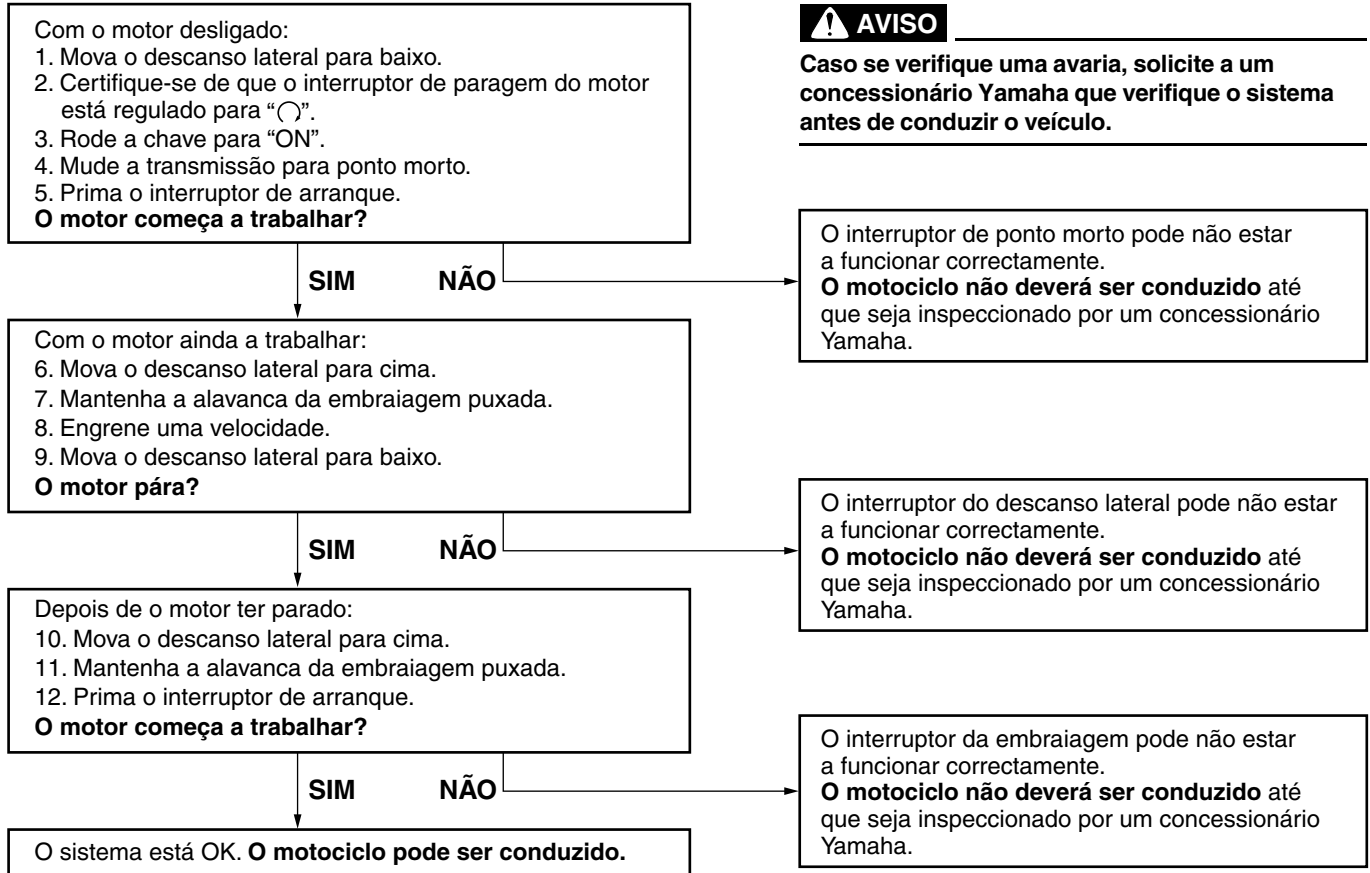 Com o motor desligado:
1. Mova o descanso lateral para baixo.
2. Certifique-se de que o interruptor de paragem do motor
está regulado para “ ”.
3. Rode a chave para “ON”.
4. Mude a transmissão para ponto morto.
5. Prima o interruptor de arranque.
O motor começa a trabalhar?
AVISO
Caso se verifique uma avaria, solicite a um
concessionário Yamaha que verifique o sistema
antes de conduzir o veículo.
SIM NÃO
O interruptor de ponto morto pode não estar
a funcionar correctamente.
O motociclo não deverá ser conduzido até
que seja inspeccionado por um concessionário
Yamaha.
Com o motor ainda a trabalhar:
6. Mova o descanso lateral para cima.
7. Mantenha a alavanca da embraiagem puxada.
8. Engrene uma velocidade.
9. Mova o descanso lateral para baixo.
O motor pára?
SIM NÃO
O interruptor do descanso lateral pode não estar
a funcionar correctamente.
O motociclo não deverá ser conduzido até
que seja inspeccionado por um concessionário
Yamaha.
Depois de o motor ter parado:
10. Mova o descanso lateral para cima.
11. Mantenha a alavanca da embraiagem puxada.
12. Prima o interruptor de arranque.
O motor começa a trabalhar?
SIM NÃO
O interruptor da embraiagem pode não estar
a funcionar correctamente.
O motociclo não deverá ser conduzido até
que seja inspeccionado por um concessionário
Yamaha.
O sistema está OK. O motociclo pode ser conduzido.